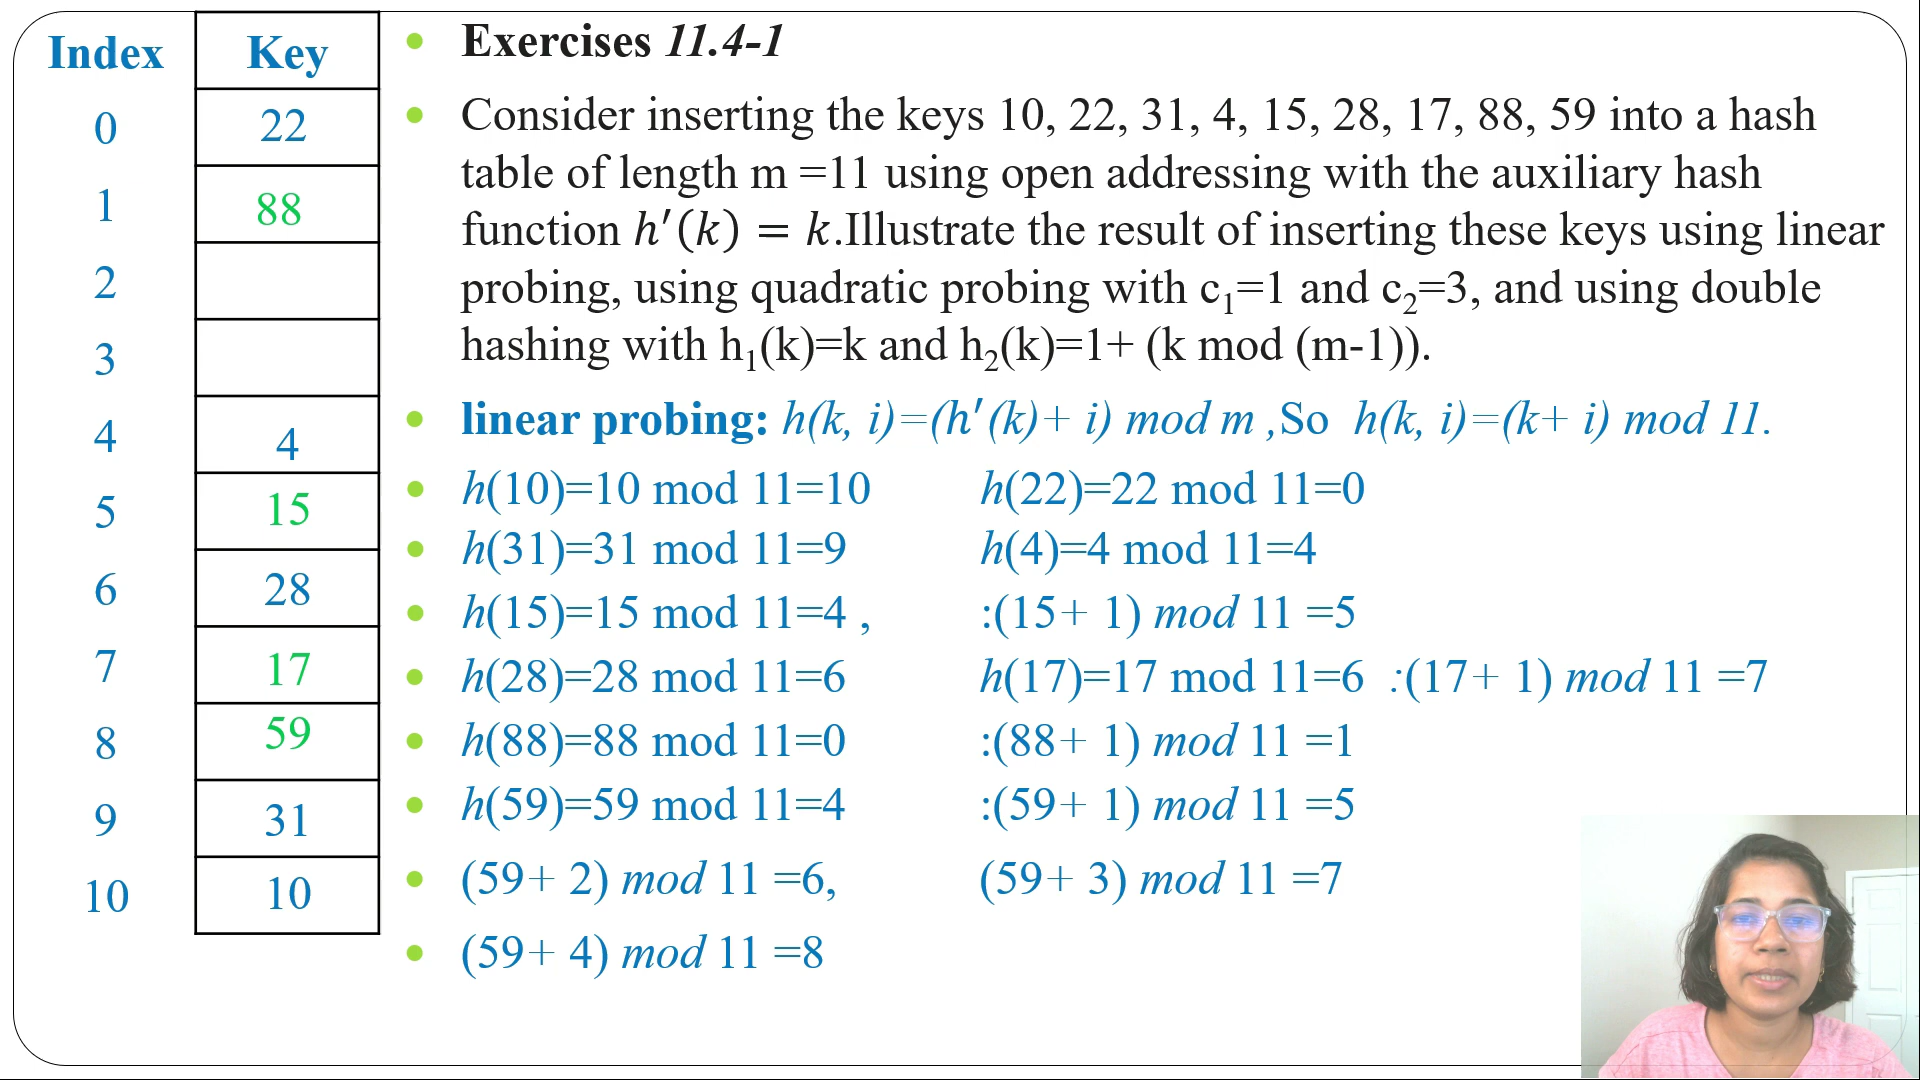 Index Key
0 22
1 88
2
3
4 4
5 15
6 28
7 17
8 59
9 31
10 10
• Exercises 11.4-1
• Consider inserting the keys 10, 22, 31, 4, 15, 28, 17, 88, 59 into a hash
table of length m =11 using open addressing with the auxiliary hash
function h′(k) = k.Illustrate the result of inserting these keys using linear
probing, using quadratic probing with c₁=1 and c₂=3, and using double
hashing with h₁(k)=k and h₂(k)=1+ (k mod (m-1)).
• linear probing: h(k, i)=(h′(k)+ i) mod m ,So h(k, i)=(k+ i) mod 11.
• h(10)=10 mod 11=10 h(22)=22 mod 11=0
• h(31)=31 mod 11=9 h(4)=4 mod 11=4
• h(15)=15 mod 11=4 , :(15+ 1) mod 11 =5
• h(28)=28 mod 11=6 h(17)=17 mod 11=6 :(17+ 1) mod 11 =7
• h(88)=88 mod 11=0 :(88+ 1) mod 11 =1
• h(59)=59 mod 11=4 :(59+ 1) mod 11 =5
• (59+ 2) mod 11 =6, (59+ 3) mod 11 =7
• (59+ 4) mod 11 =8